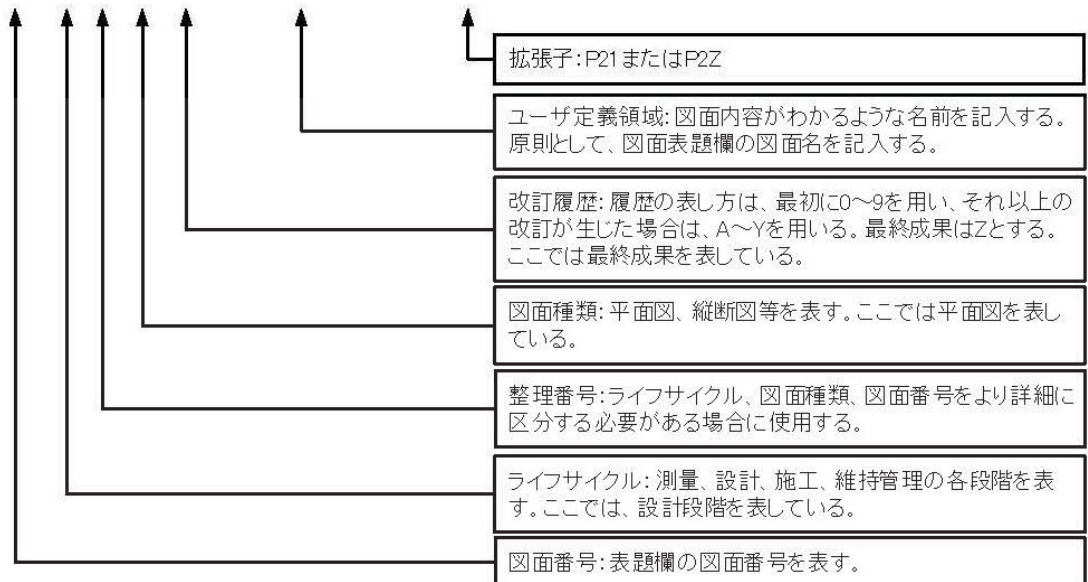 拡張子:P21またはP2Z
ユーザ定義領域:図面内容がわかるような名前を記入する。
原則として、図面表題欄の図面名を記入する。
改訂履歴:履歴の表し方は、最初に0~9を用い、それ以上の
改訂が生じた場合は、A~Yを用いる。最終成果はZとする。
ここでは最終成果を表している。
図面種類:平面図、縦断図等を表す。ここでは平面図を表し
ている。
整理番号:ライフサイクル、図面種類、図面番号をより詳細に
区分する必要がある場合に使用する。
ライフサイクル:測量、設計、施工、維持管理の各段階を表
す。ここでは、設計段階を表している。
図面番号:表題欄の図面番号を表す。